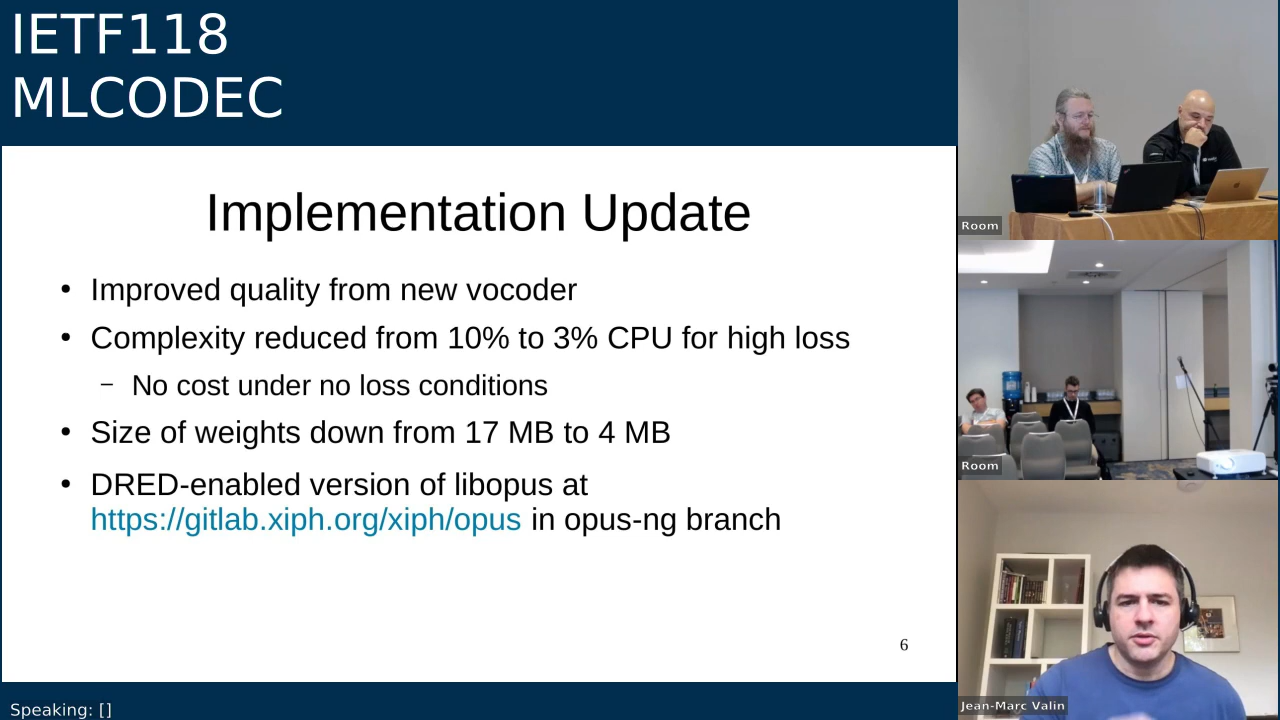 IETF118
MLCODEC
Implementation Update
• Improved quality from new vocoder
• Complexity reduced from 10% to 3% CPU for high loss
– No cost under no loss conditions
• Size of weights down from 17 MB to 4 MB
• DRED-enabled version of libopus at
https://gitlab.xiph.org/xiph/opus in opus-ng branch
6
Speaking: []
Room
Room
Jean-Marc Valin